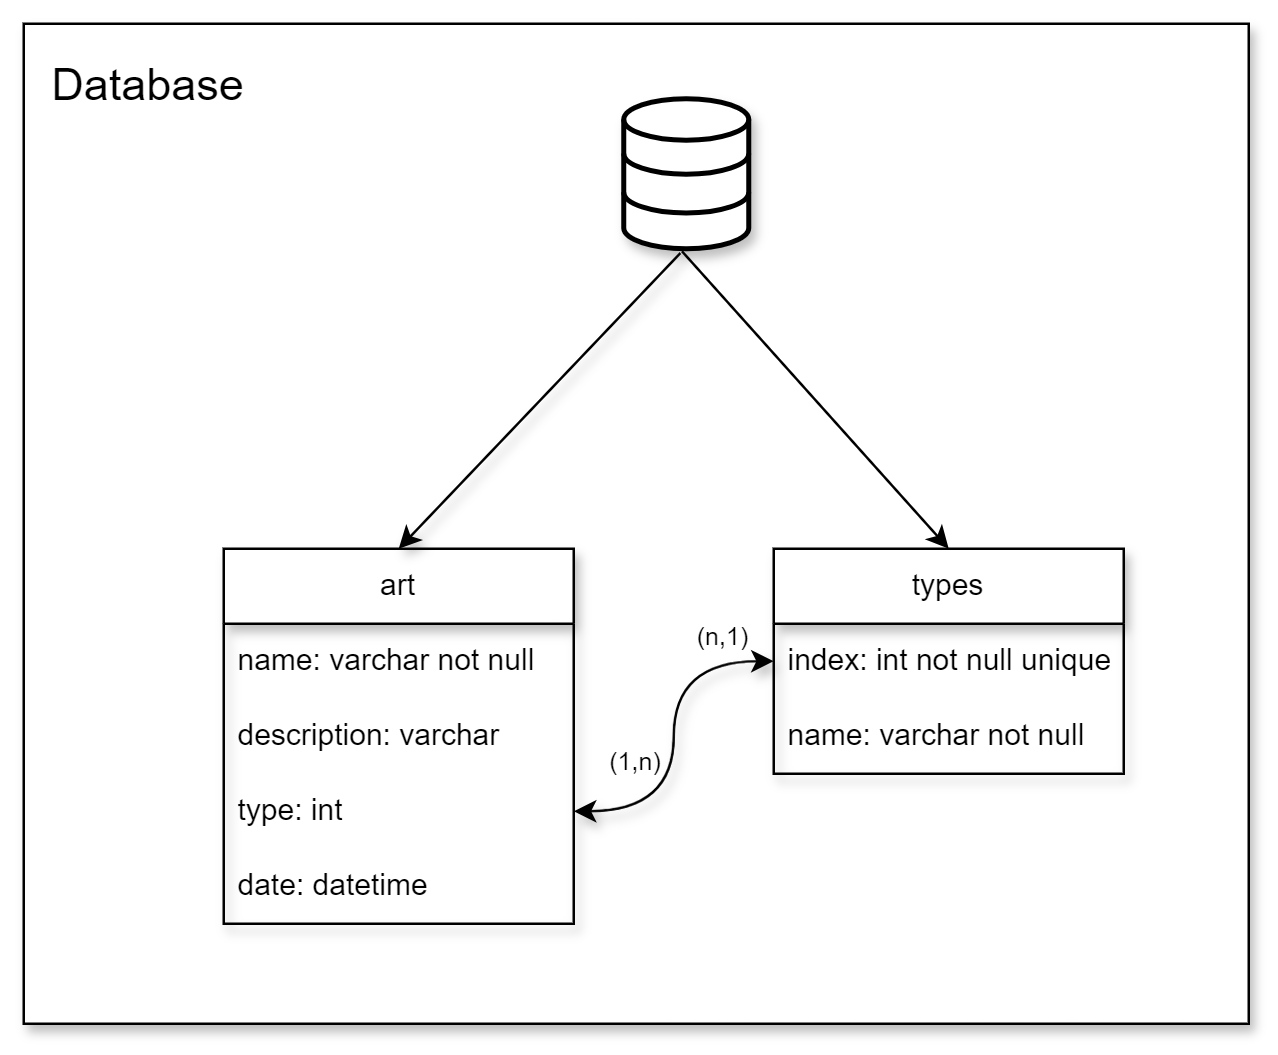 Database
art
name: varchar not null
description: varchar
type: int
date: datetime
(1,n)
(n,1)
types
index: int not null unique
name: varchar not null